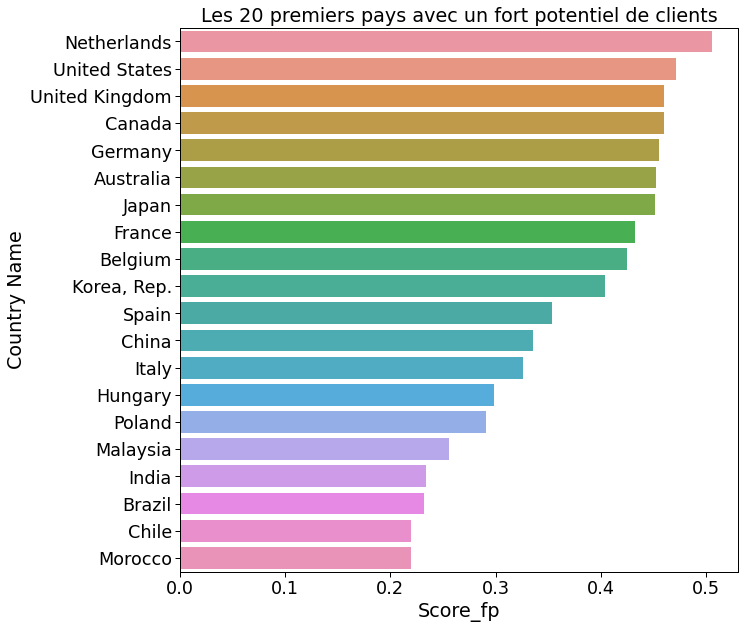 Les 20 premiers pays avec un fort potentiel de clients
Country Name
Netherlands
United States
United Kingdom
Canada
Germany
Australia
Japan
France
Belgium
Korea, Rep.
Spain
China
Italy
Hungary
Poland
Malaysia
India
Brazil
Chile
Morocco
0.0 0.1 0.2 0.3 0.4 0.5
Score_fp